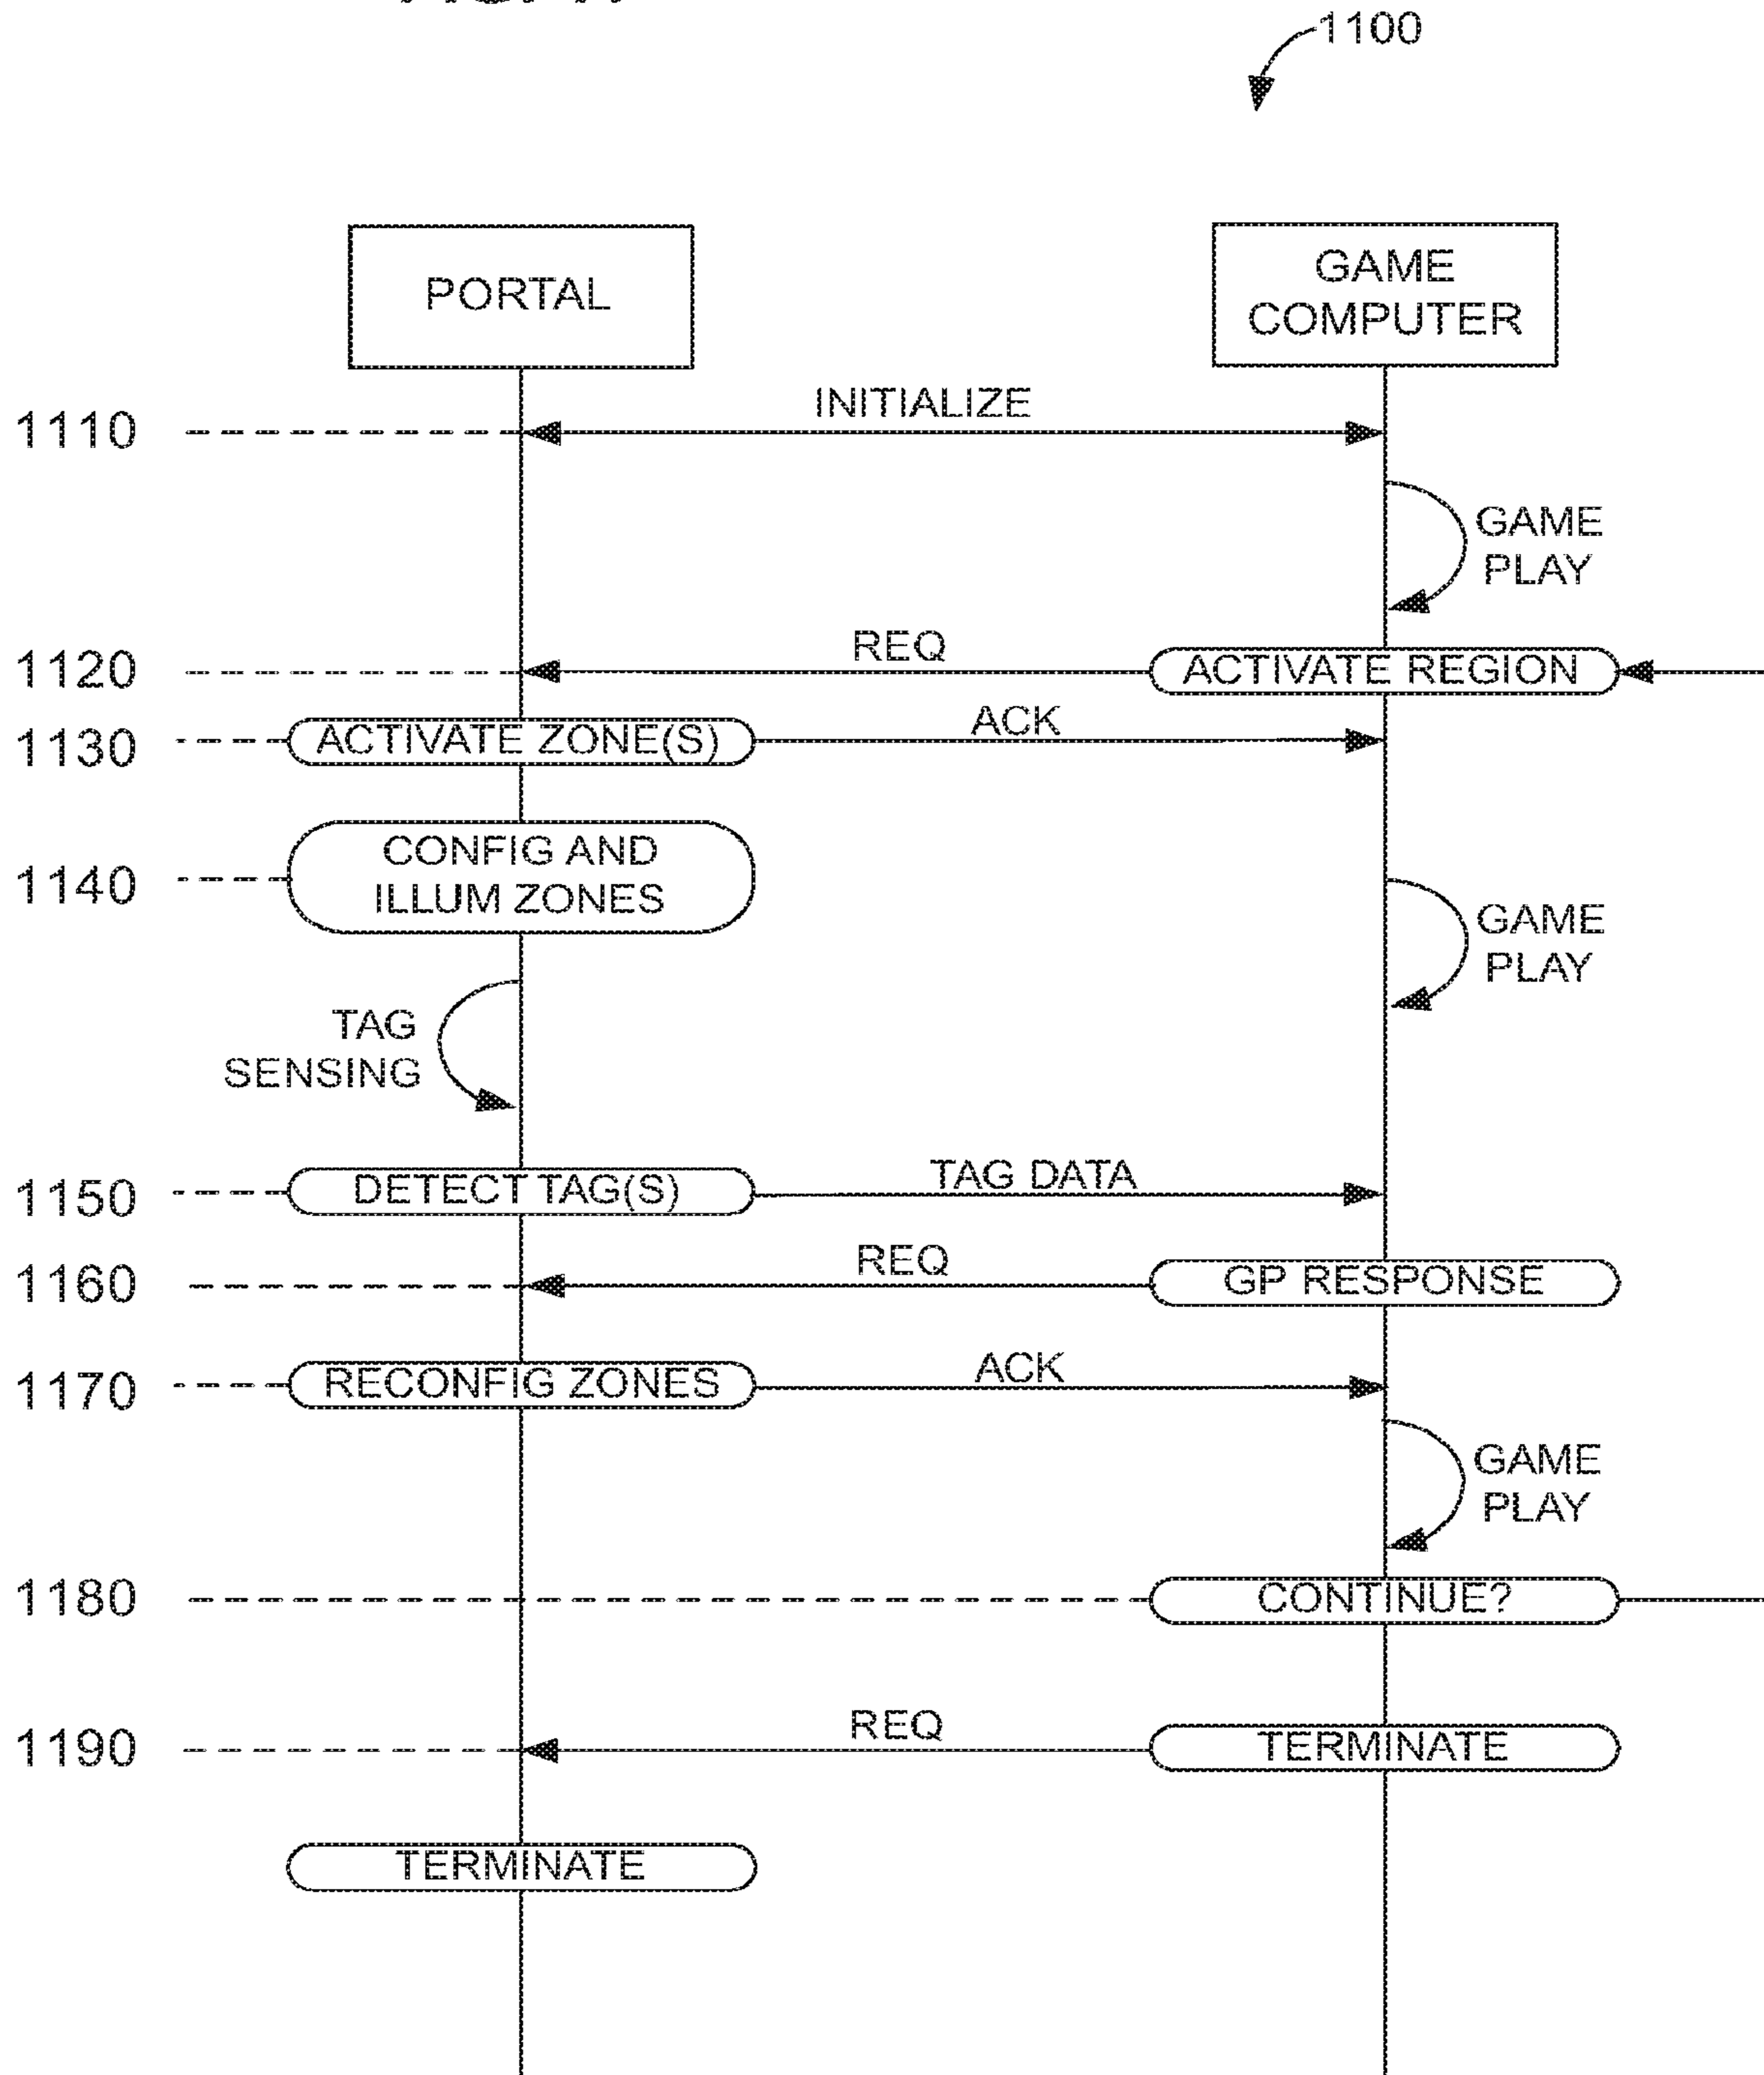 1100
PORTAL
GAME
COMPUTER
1110
INITIALIZE
GAME
PLAY
1120
REQ
ACTIVATE REGION
1130
ACTIVATE ZONE(S)
ACK
1140
CONFIG AND
ILLUM ZONES
GAME
PLAY
TAG
SENSING
1150
DETECT TAG(S)
TAG DATA
1160
REQ
GP RESPONSE
1170
RECONFIG ZONES
ACK
GAME
PLAY
1180
CONTINUE?
1190
REQ
TERMINATE
TERMINATE